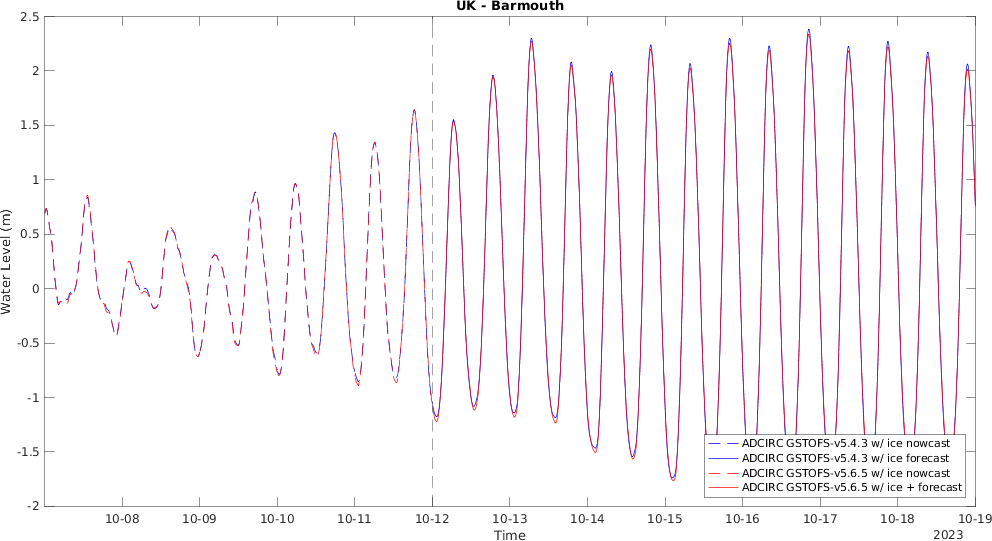 UK - Barmouth
2.5
2
1.5
1
0.5
0
-0.5
-1
-1.5
-2
Water Level (m)
ADCIRC GSTOFS-v5.4.3 w/ ice nowcast
ADCIRC GSTOFS-v5.4.3 w/ ice forecast
ADCIRC GSTOFS-v5.6.5 w/ ice nowcast
ADCIRC GSTOFS-v5.6.5 w/ ice + forecast
10-08 10-09 10-10 10-11 10-12 10-13 10-14 10-15 10-16 10-17 10-18 10-19
Time
2023